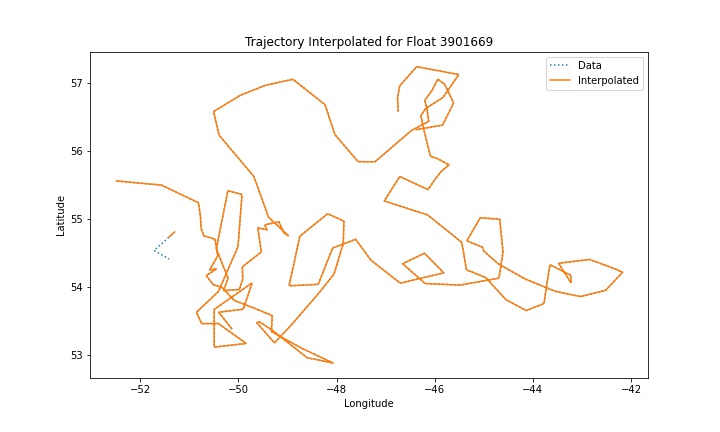 Trajectory Interpolated for Float 3901669
Data
Interpolated
57
56
55
54
53
Latitude
−52
−50
−48
−46
−44
−42
Longitude